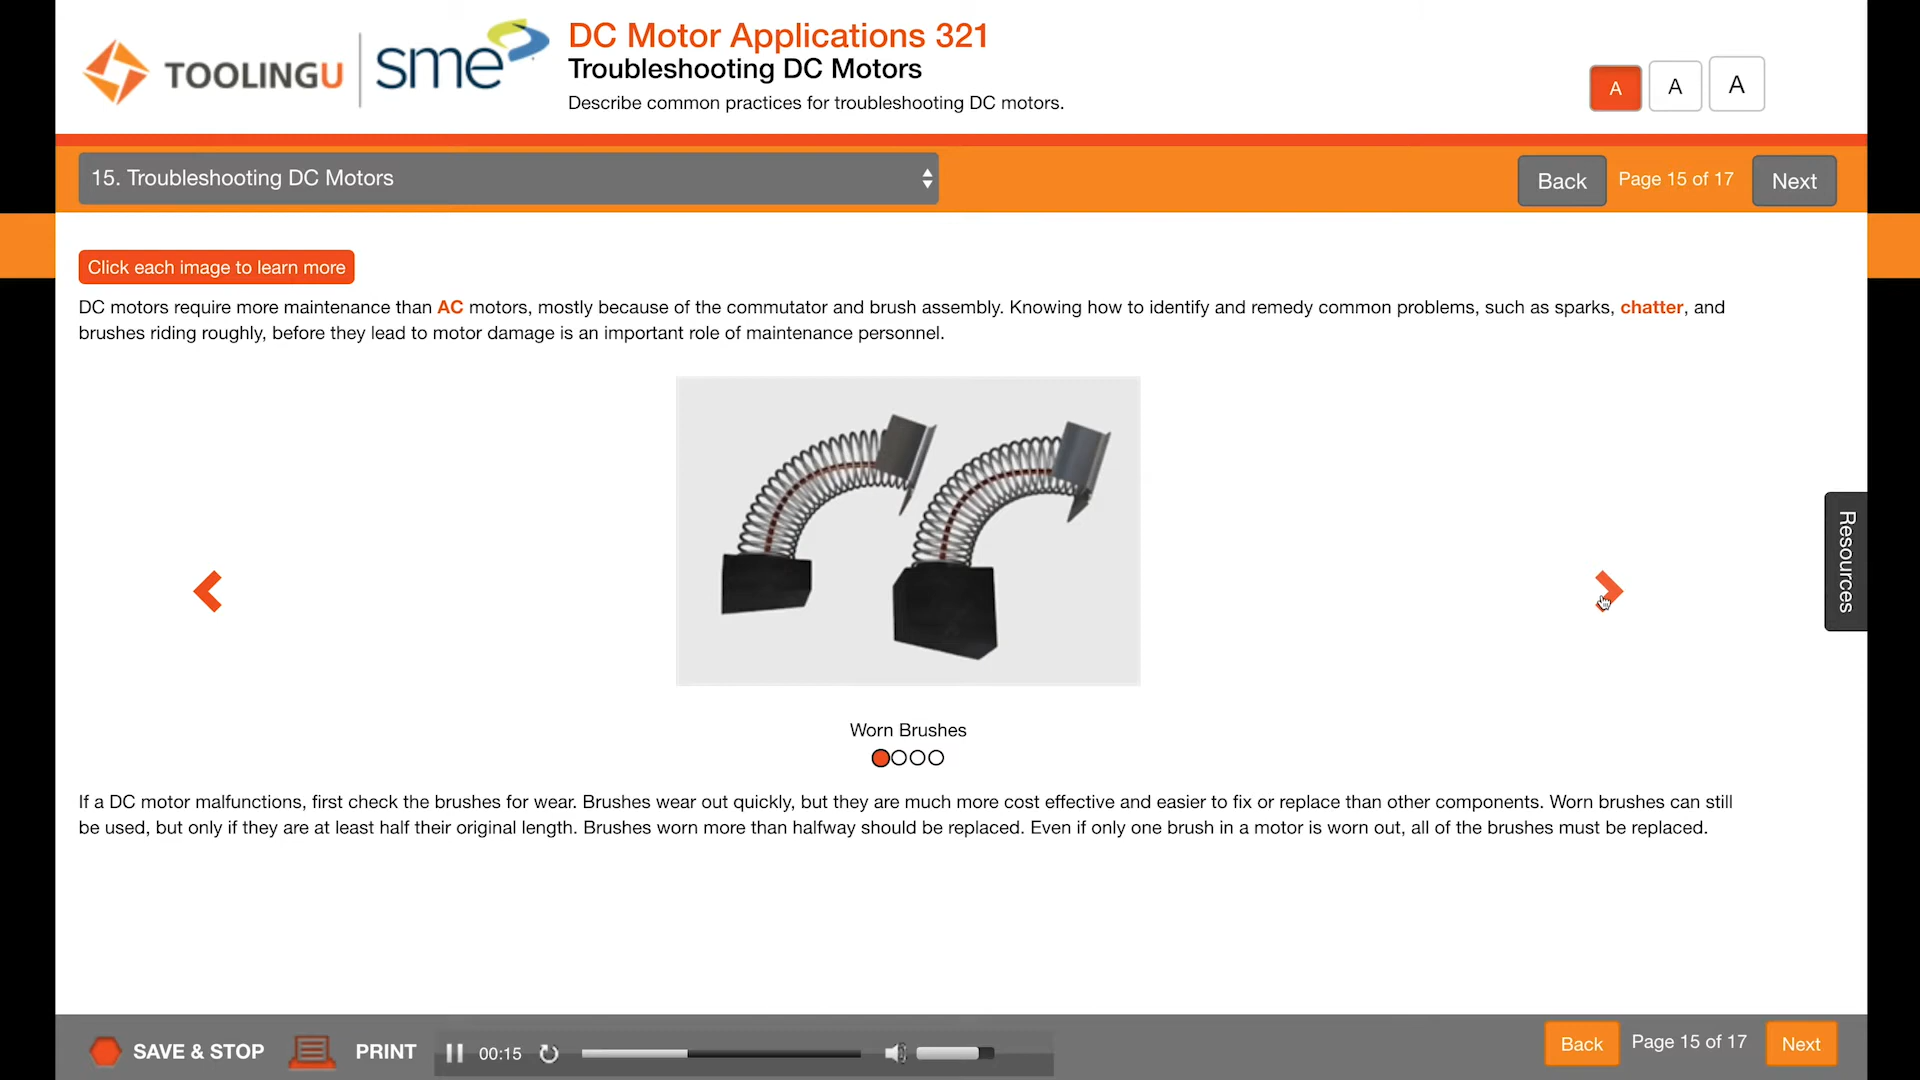 TOOLINGU
sme
DC Motor Applications 321
Troubleshooting DC Motors
Describe common practices for troubleshooting DC motors.
A A A
15. Troubleshooting DC Motors
Back Page 15 of 17 Next
Click each image to learn more
DC motors require more maintenance than AC motors, mostly because of the commutator and brush assembly. Knowing how to identify and remedy common problems, such as sparks, chatter, and
brushes riding roughly, before they lead to motor damage is an important role of maintenance personnel.
Resources
Worn Brushes
If a DC motor malfunctions, first check the brushes for wear. Brushes wear out quickly, but they are much more cost effective and easier to fix or replace than other components. Worn brushes can still
be used, but only if they are at least half their original length. Brushes worn more than halfway should be replaced. Even if only one brush in a motor is worn out, all of the brushes must be replaced.
SAVE & STOP PRINT 00:15 Back Page 15 of 17 Next